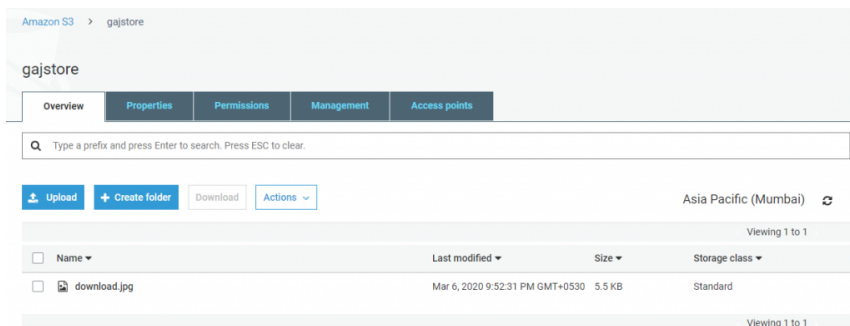 Amazon S3 > gajstore
gajstore
Overview Properties Permissions Management Access points
Type a prefix and press Enter to search. Press ESC to clear.
Upload + Create folder Download Actions Asia Pacific (Mumbai)
Viewing 1 to 1
Name Last modified Size Storage class
download.jpg Mar 6, 2020 9:52:31 PM GMT+0530 5.5 KB Standard
Viewing 1 to 1